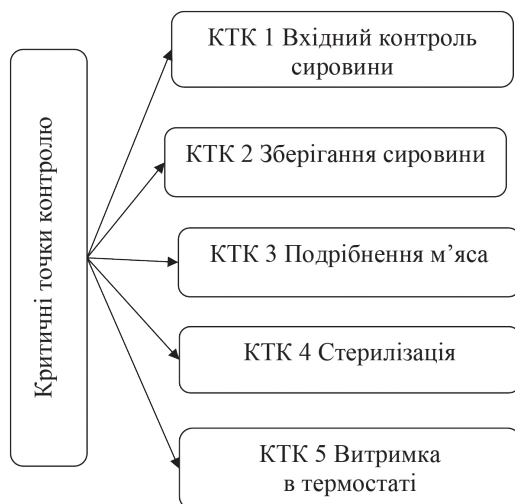 Критичні точки контролю
КТК 1 Вхідний контроль
сировини
КТК 2 Зберігання сировини
КТК 3 Подрібнення м’яса
КТК 4 Стерилізація
КТК 5 Витримка
в термостаті